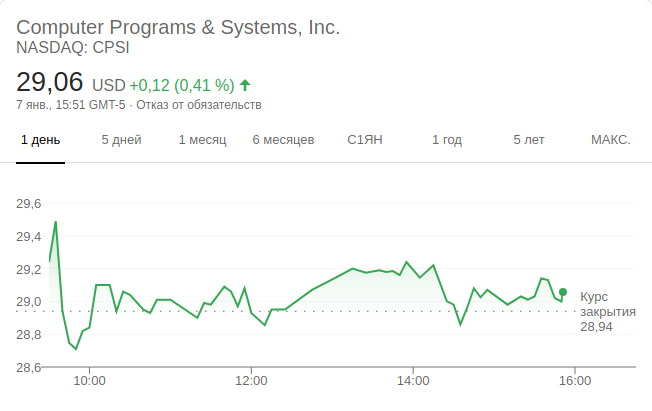 Computer Programs & Systems, Inc.
NASDAQ: CPSI
29,06 USD +0,12 (0,41 %)
7 янв., 15:51 GMT-5 · Отказ от обязательств
1 день 5 дней 1 месяц 6 месяцев С1ЯН 1 год 5 лет МАКС.
29,6
29,4
29,2
29,0
28,8
28,6
Курс
закрытия
28,94
10:00 12:00 14:00 16:00